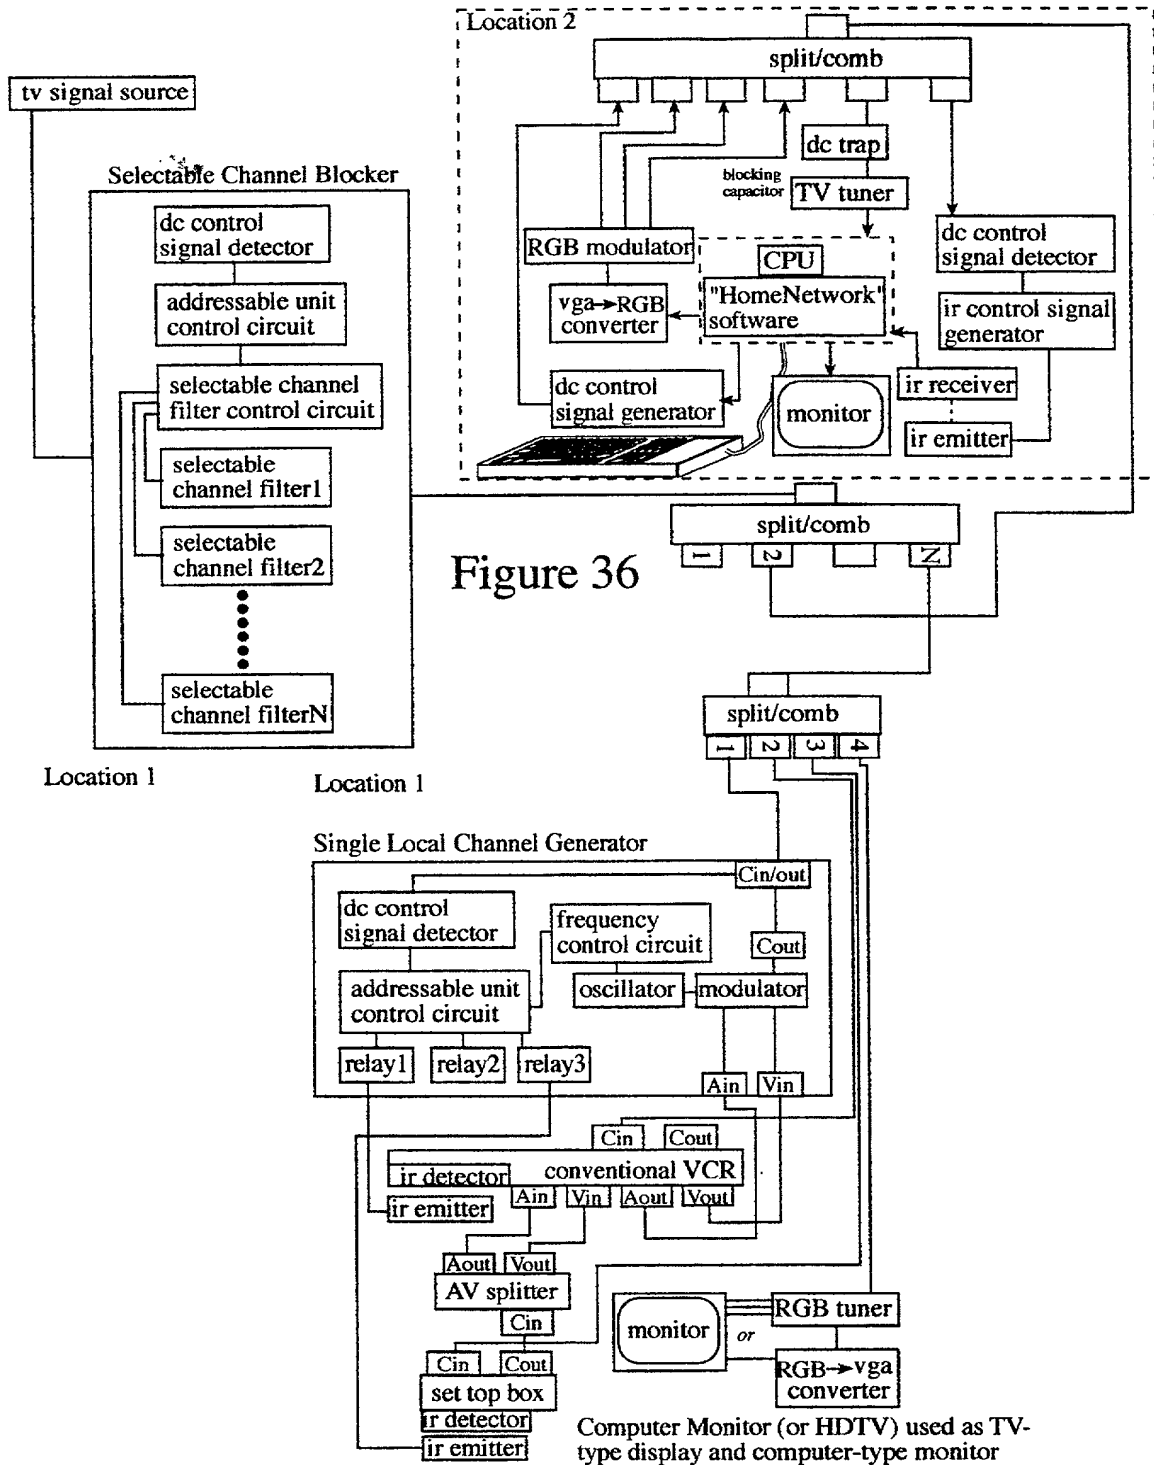 Location 2
split/comb
tv signal source
dc trap
Selectable Channel Blocker
blocking
capacitor
TV tuner
dc control
signal detector
RGB modulator
CPU
dc control
signal detector
addressable unit
control circuit
vga→RGB
converter
"HomeNetwork"
software
ir control signal
generator
selectable channel
filter control circuit
dc control
signal generator
monitor
ir receiver
ir emitter
selectable
channel filter1
split/comb
1
2
N
selectable
channel filter2
Figure 36
selectable
channel filterN
split/comb
1
2
3
4
Location 1
Location 1
Single Local Channel Generator
Cin/out
dc control
signal detector
frequency
control circuit
Cout
addressable unit
control circuit
oscillator
modulator
relay1
relay2
relay3
Ain
Vin
Cin
Cout
conventional VCR
ir detector
ir emitter
Ain
Vin
Aout
Vout
Aout
Vout
AV splitter
Cin
monitor
or
RGB tuner
Cin
Cout
RGB→vga
converter
set top box
ir detector
ir emitter
Computer Monitor (or HDTV) used as TV-
type display and computer-type monitor